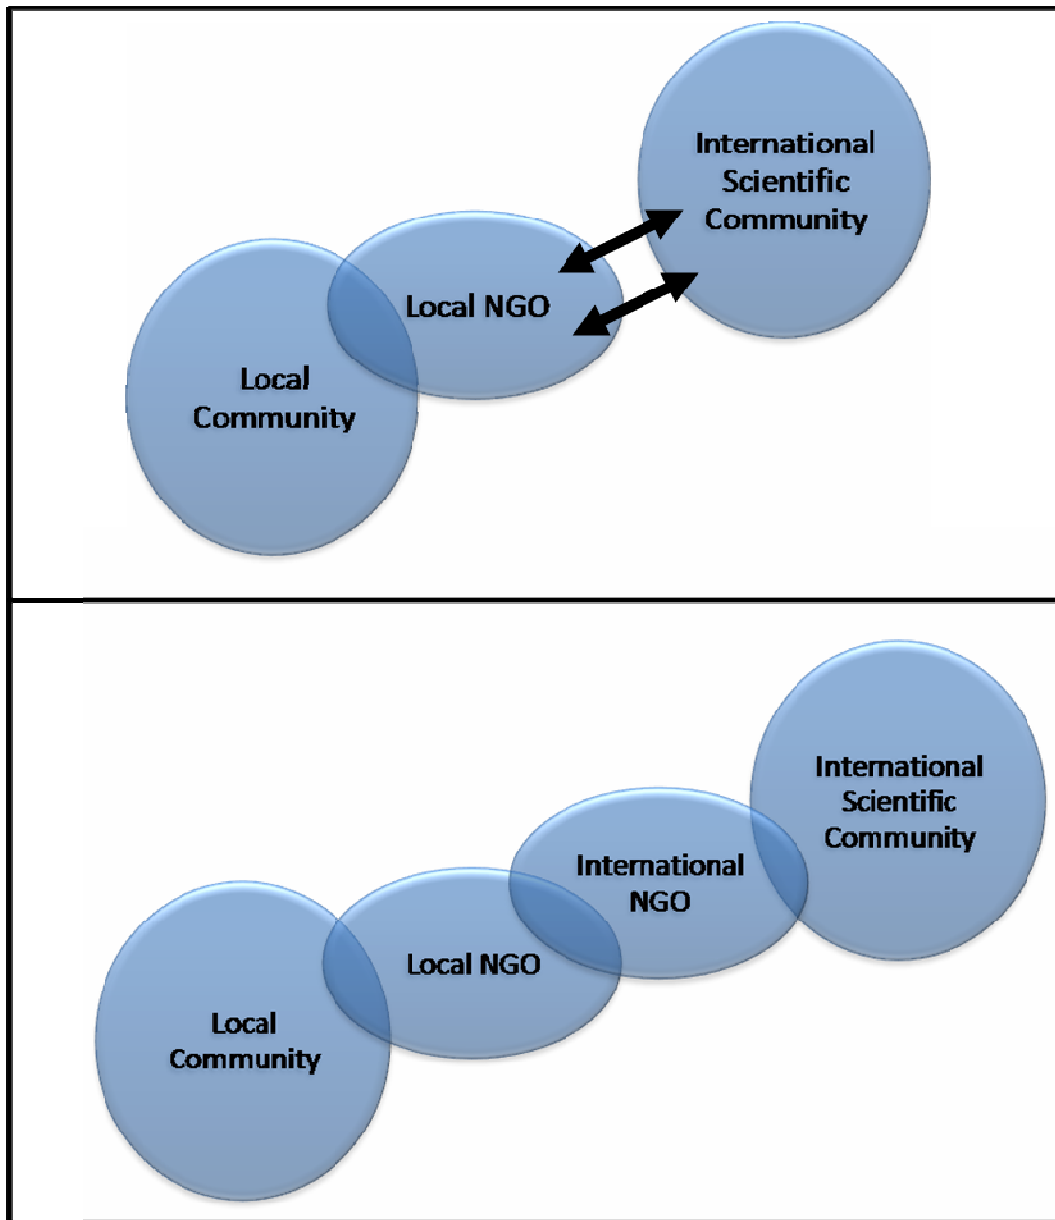 International
Scientific
Community
Local NGO
Local
Community
International
Scientific
Community
International
NGO
Local NGO
Local
Community